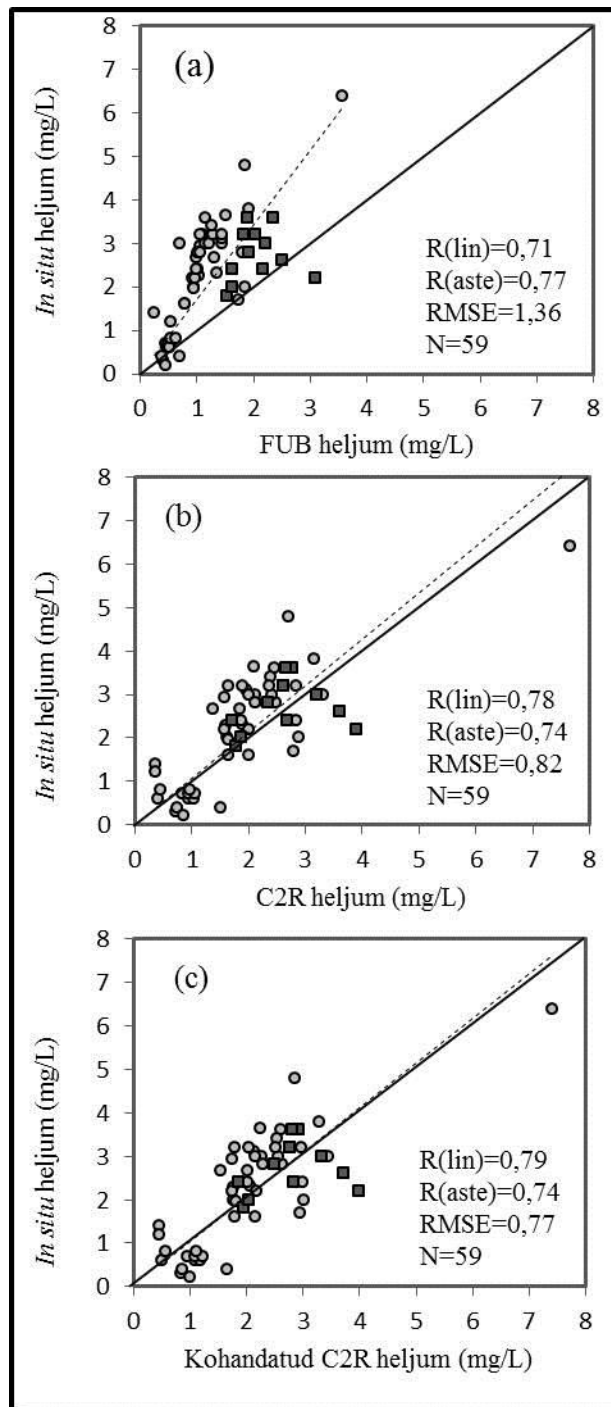 (a)
In situ heljum (mg/L)
8
7
6
5
4
3
2
1
0
R(lin)=0,71
R(aste)=0,77
RMSE=1,36
N=59
0 1 2 3 4 5 6 7 8
FUB heljum (mg/L)
(b)
In situ heljum (mg/L)
8
7
6
5
4
3
2
1
0
R(lin)=0,78
R(aste)=0,74
RMSE=0,82
N=59
0 1 2 3 4 5 6 7 8
C2R heljum (mg/L)
(c)
In situ heljum (mg/L)
8
7
6
5
4
3
2
1
0
R(lin)=0,79
R(aste)=0,74
RMSE=0,77
N=59
0 1 2 3 4 5 6 7 8
Kohandatud C2R heljum (mg/L)